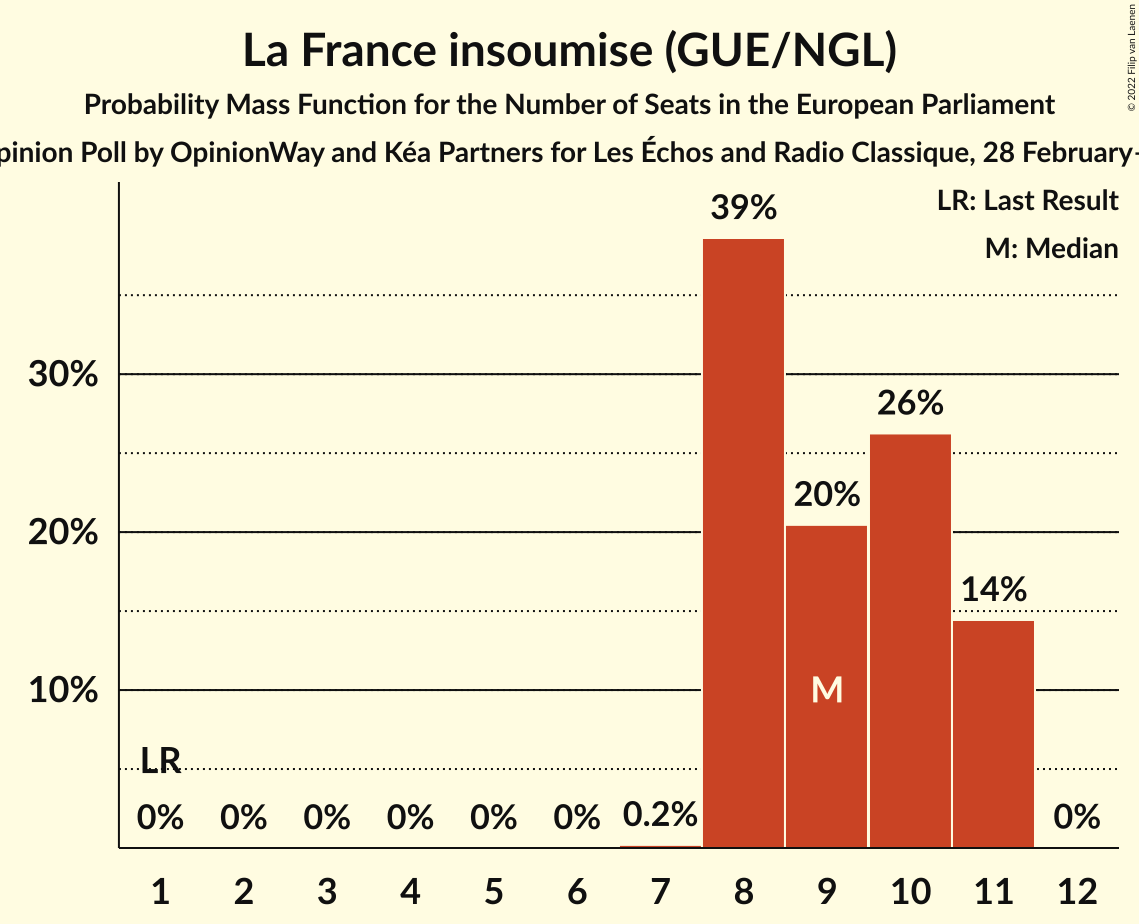 La France insoumise (GUE/NGL)
Probability Mass Function for the Number of Seats in the European Parliament
Poll by OpinionWay and Kéa Partners for Les Échos and Radio Classique, 28 February–
© 2022 Filip van Laenen
LR: Last Result
M: Median
39%
30%
26%
20%
20%
14%
10%
M
LR
0% 0% 0% 0% 0% 0% 0.2% 0%
1 2 3 4 5 6 7 8 9 10 11 12